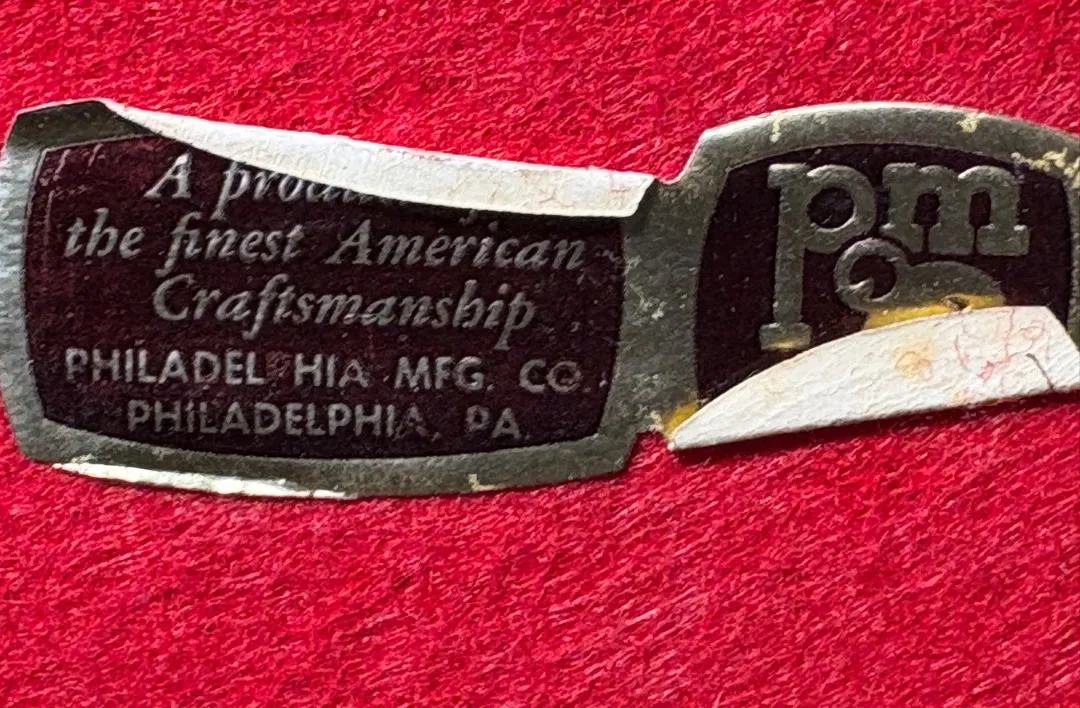 A
the finest American
Craftsmanship
PHILADEL HIA MFG. CO.
PHILADELPHIA, PA.
pm